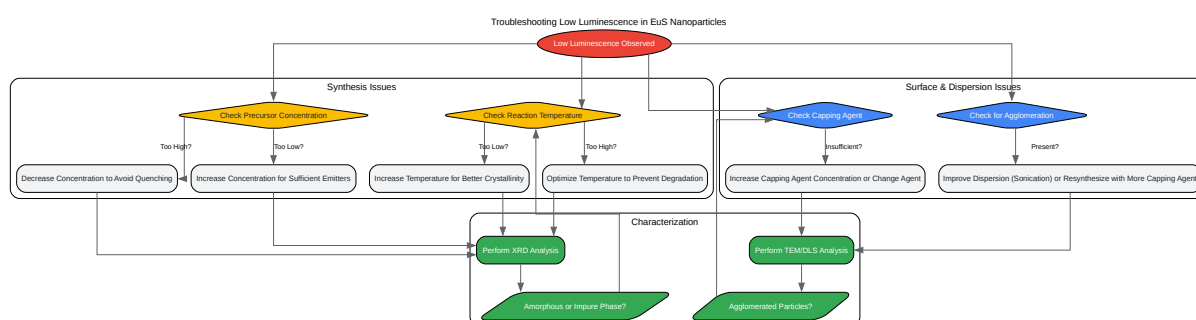 Troubleshooting Low Luminescence in EuS Nanoparticles
Low Luminescence Observed
Synthesis Issues
Surface & Dispersion Issues
Check Precursor Concentration
Check Reaction Temperature
Check Capping Agent
Check for Agglomeration
Too High?
Too Low?
Too Low?
Too High?
Insufficient?
Present?
Decrease Concentration to Avoid Quenching
Increase Concentration for Sufficient Emitters
Increase Temperature for Better Crystallinity
Optimize Temperature to Prevent Degradation
Increase Capping Agent Concentration or Change Agent
Improve Dispersion (Sonication) or Resynthesize with More Capping Agent
Characterization
Perform XRD Analysis
Perform TEM/DLS Analysis
Amorphous or Impure Phase?
Agglomerated Particles?